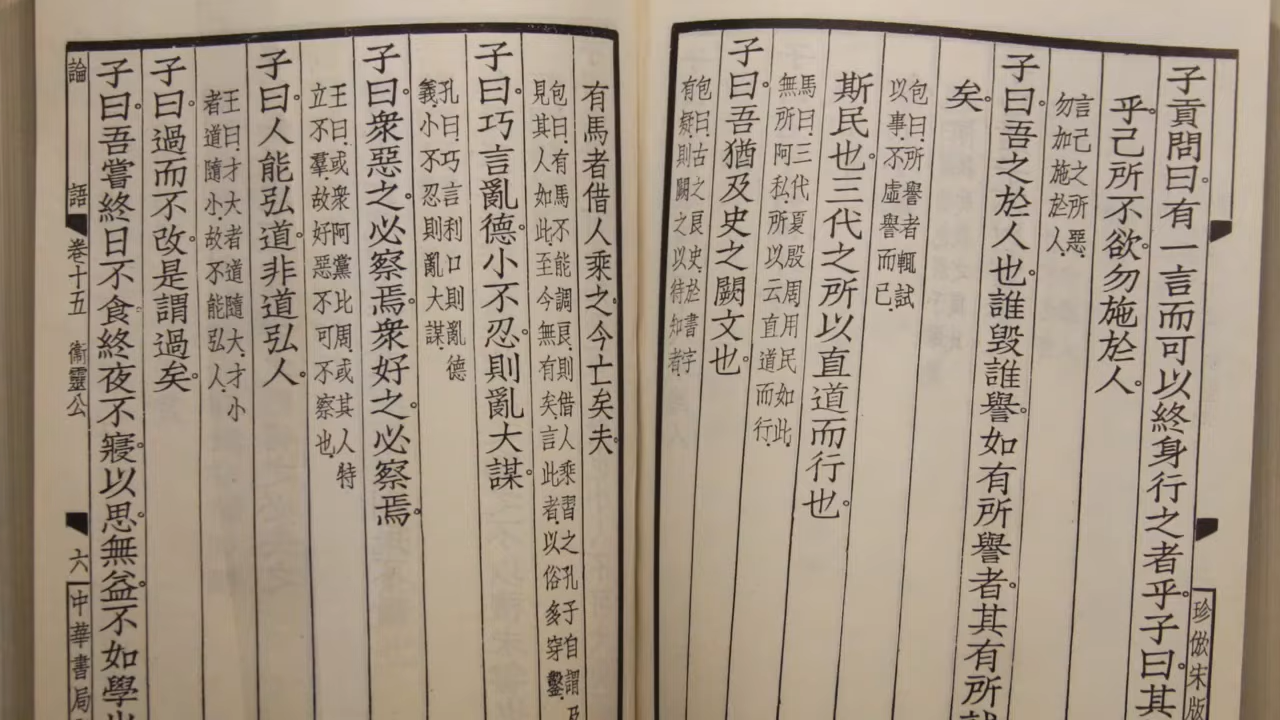 珍倣宋版
子貢問曰有一言而可以終身行之者乎子曰其
乎己所不欲勿施於人
言己之所惡
勿加施於人
子曰吾之於人也誰毀誰譽如有所譽者其有所試
矣
包曰所譽者輒試
以事不虛譽而已
斯民也三代之所以直道而行也
馬曰三代夏殷周用民如此
無所阿私所以云直道而行
子曰吾猶及史之闕文也
包曰古之良史於書字
有疑則闕之以待知者
有馬者借人乘之今亡矣夫
包曰有馬不能調良則借人乘習之孔子自謂及
見其人如此至今無有矣言此者以俗多穿鑿
子曰巧言亂德小不忍則亂大謀
孔曰巧言利口則亂德
義小不忍則亂大謀
子曰衆惡之必察焉衆好之必察焉
王曰或衆阿黨比周或其人特
立不羣故好惡不可不察也
子曰人能弘道非道弘人
王曰才大者道隨大才小
者道隨小故不能弘人
子曰過而不改是謂過矣
子曰吾嘗終日不食終夜不寢以思無益不如學也
論語 卷十五 衞靈公 六 中華書局